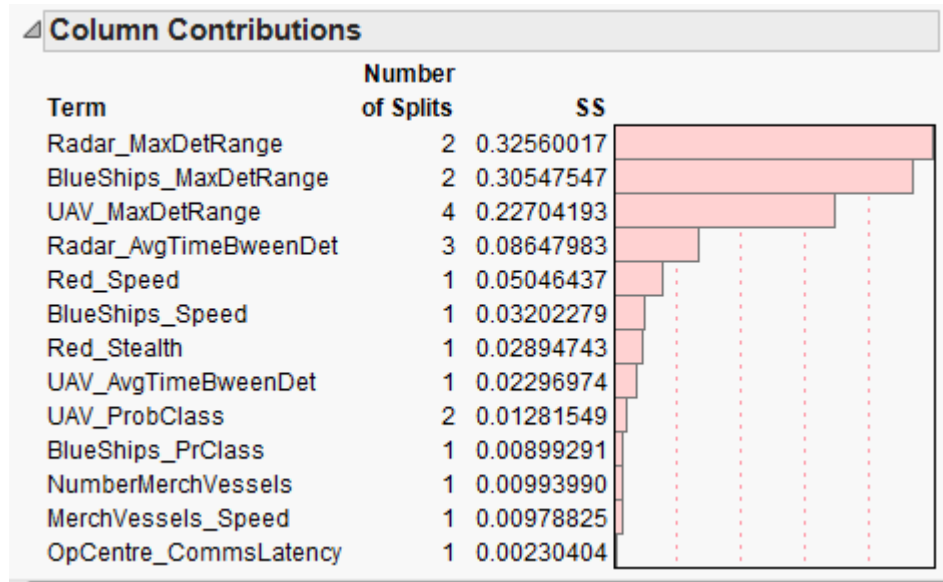 Column Contributions
Number
Term of Splits SS
Radar_MaxDetRange 2 0.32560017
BlueShips_MaxDetRange 2 0.30547547
UAV_MaxDetRange 4 0.22704193
Radar_AvgTimeBweenDet 3 0.08647983
Red_Speed 1 0.05046437
BlueShips_Speed 1 0.03202279
Red_Stealth 1 0.02894743
UAV_AvgTimeBweenDet 1 0.02296974
UAV_ProbClass 2 0.01281549
BlueShips_PrClass 1 0.00899291
NumberMerchVessels 1 0.00993990
MerchVessels_Speed 1 0.00978825
OpCentre_CommsLatency 1 0.00230404